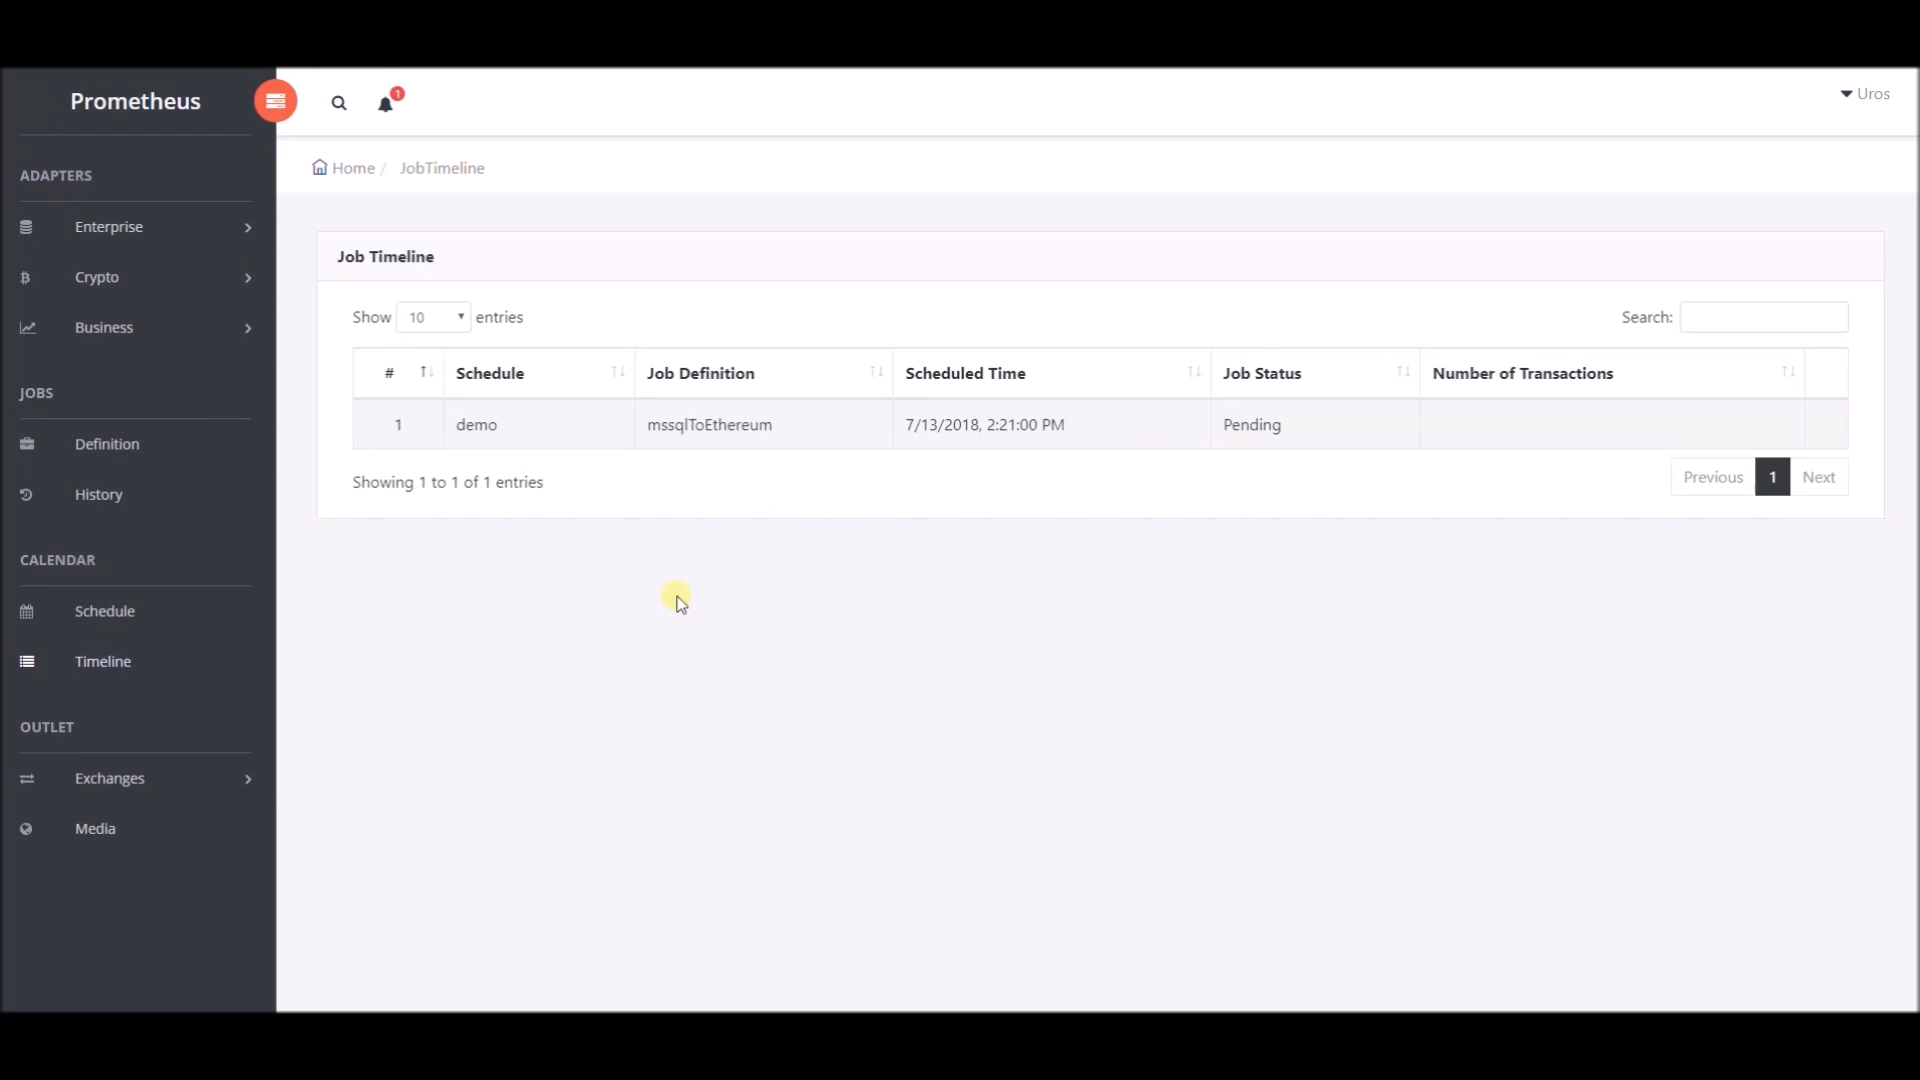 Prometheus
1
Uros
Home / JobTimeline
ADAPTERS
Enterprise
Crypto
Business
JOBS
Definition
History
CALENDAR
Schedule
Timeline
OUTLET
Exchanges
Media
Job Timeline
Show 10 entries
Search:
# Schedule Job Definition Scheduled Time Job Status Number of Transactions
1 demo mssqlToEthereum 7/13/2018, 2:21:00 PM Pending
Showing 1 to 1 of 1 entries
Previous 1 Next